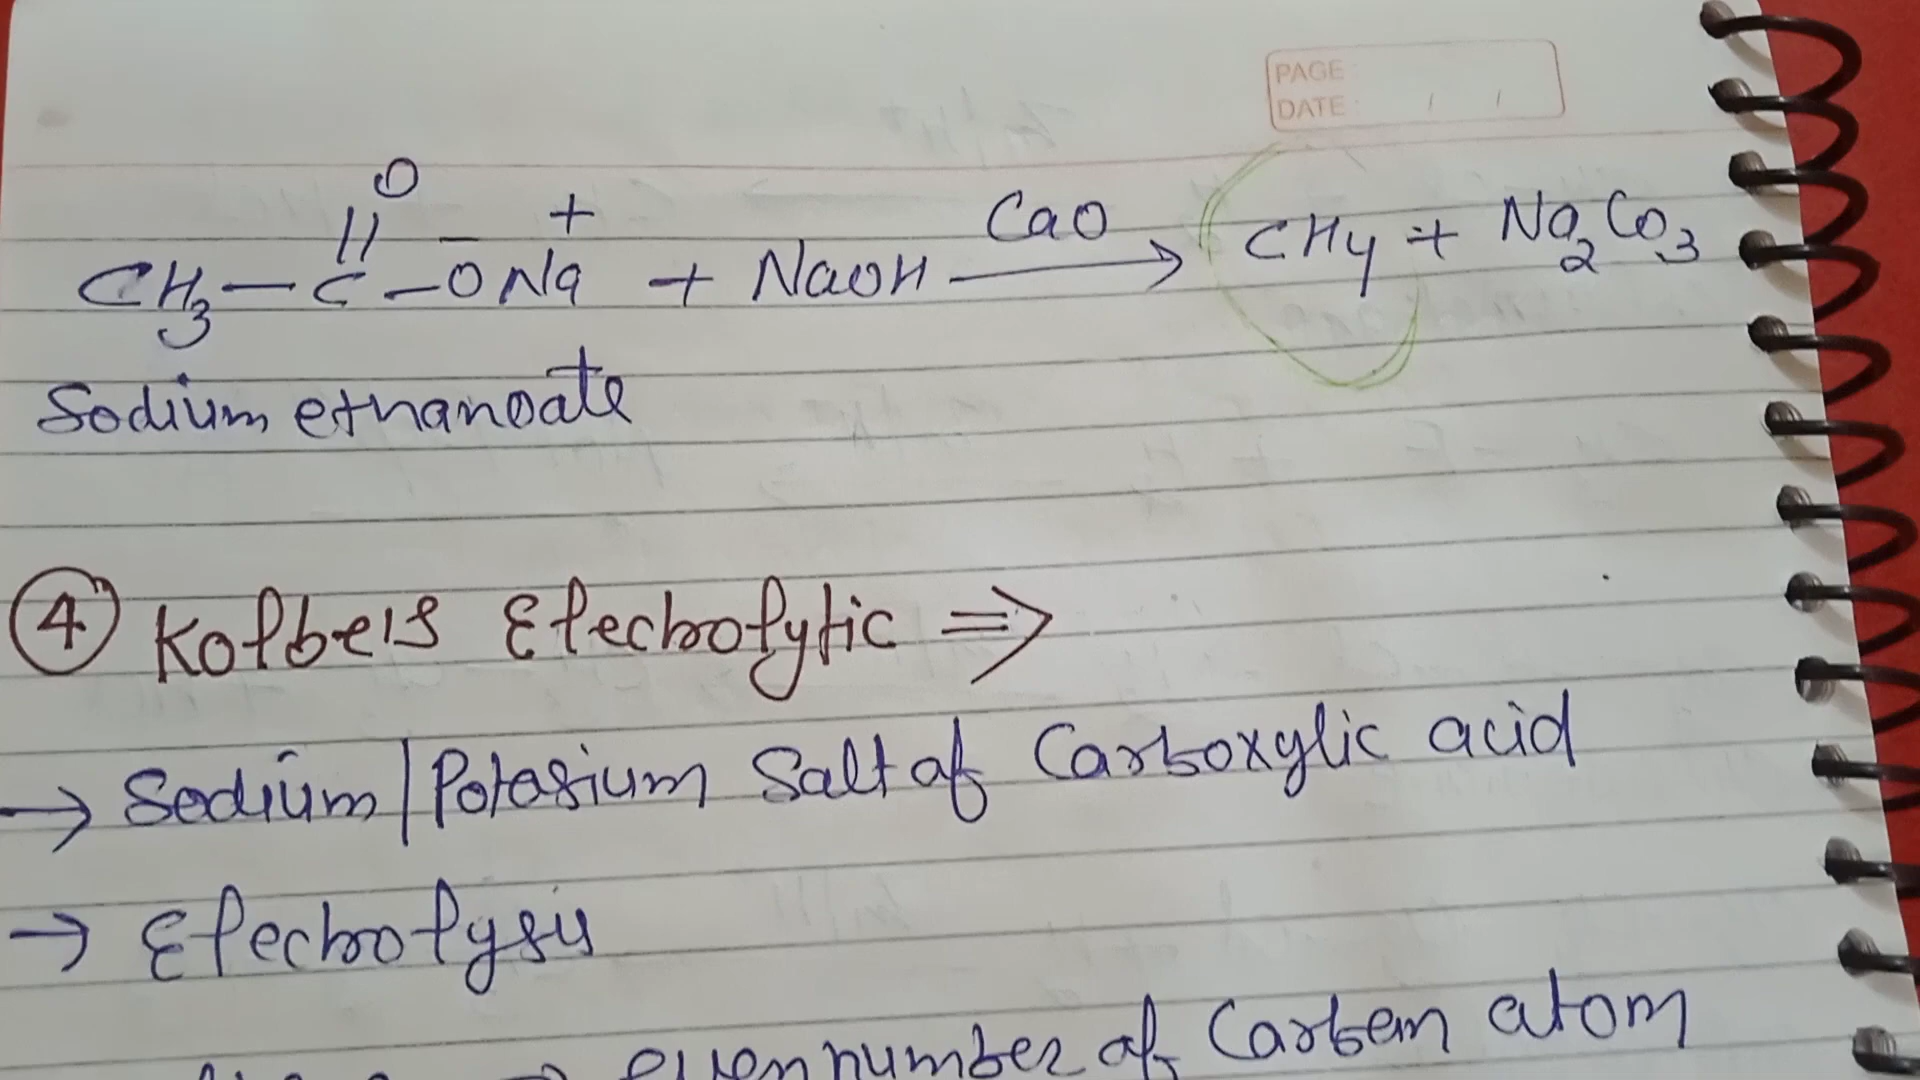 PAGE :
DATE : / /
O
||
CH3—C—O⁻Na⁺ + NaOH —CaO→ CH4 + Na2CO3
Sodium ethanoate
④ Kolbe's Electrolytic ⇒
→ Sodium/Potasium Salt of Carboxylic acid
→ Electrolysis
→ even number of Carben atom